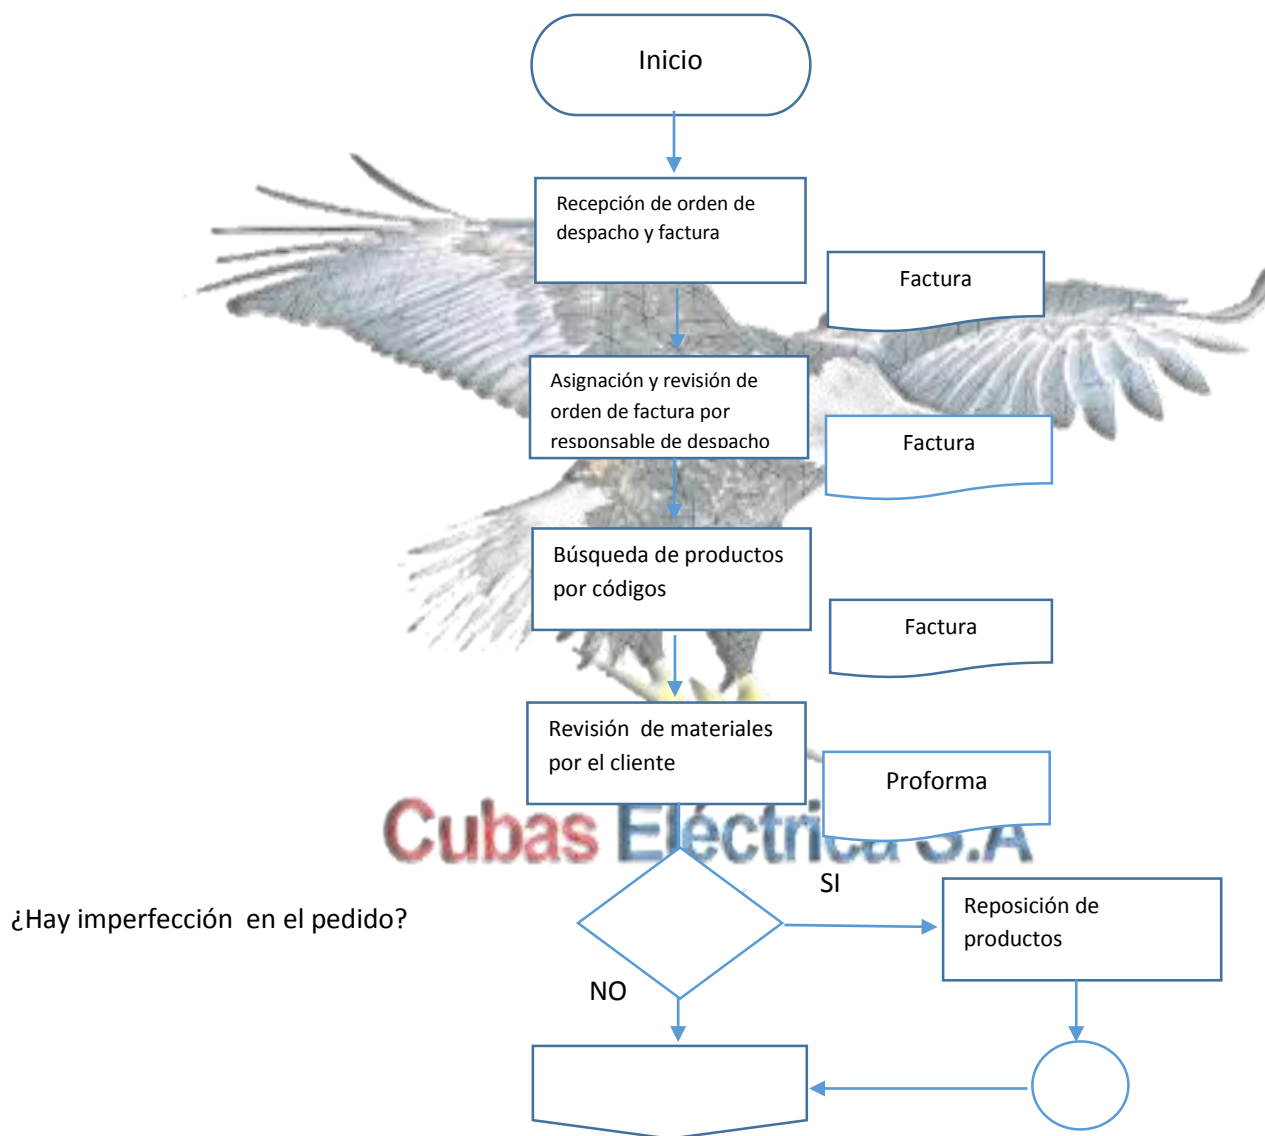 Inicio
Recepción de orden de
despacho y factura
Factura
Asignación y revisión de
orden de factura por
responsable de despacho
Factura
Búsqueda de productos
por códigos
Factura
Revisión  de materiales
por el cliente
Proforma
Cubas Eléctrica S.A
SI
¿Hay imperfección  en el pedido?
Reposición de
productos
NO